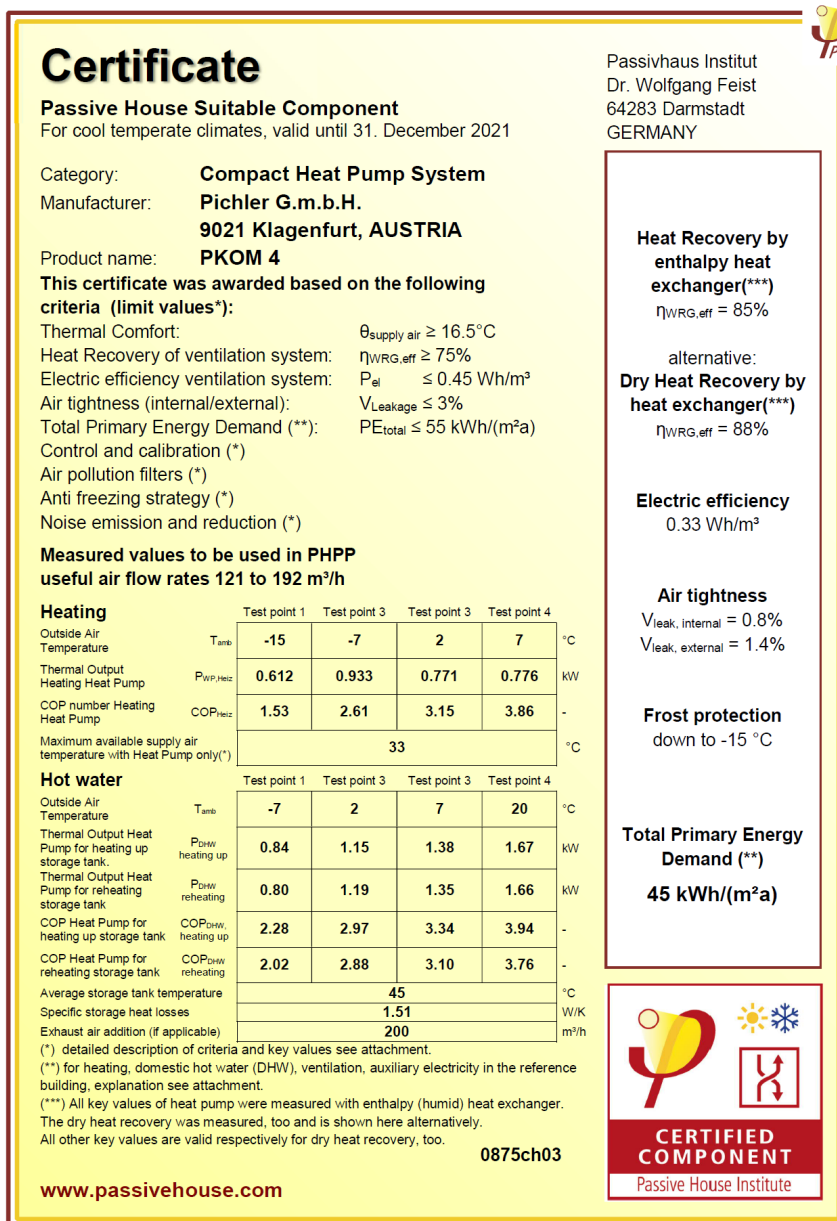 Certificate
Passive House Suitable Component
For cool temperate climates, valid until 31. December 2021
Category: Compact Heat Pump System
Manufacturer: Pichler G.m.b.H.
9021 Klagenfurt, AUSTRIA
Product name: PKOM 4
This certificate was awarded based on the following
criteria (limit values*):
Thermal Comfort: θsupply air ≥ 16.5°C
Heat Recovery of ventilation system: ηWRG,eff ≥ 75%
Electric efficiency ventilation system: Pel ≤ 0.45 Wh/m³
Air tightness (internal/external): VLeakage ≤ 3%
Total Primary Energy Demand (**): PEtotal ≤ 55 kWh/(m²a)
Control and calibration (*)
Air pollution filters (*)
Anti freezing strategy (*)
Noise emission and reduction (*)
Measured values to be used in PHPP
useful air flow rates 121 to 192 m³/h
Heating Test point 1 Test point 3 Test point 3 Test point 4
Outside Air
Temperature Tamb -15 -7 2 7 °C
Thermal Output
Heating Heat Pump PWP,Heiz 0.612 0.933 0.771 0.776 kW
COP number Heating
Heat Pump COPHeiz 1.53 2.61 3.15 3.86 -
Maximum available supply air
temperature with Heat Pump only(*) 33 °C
Hot water Test point 1 Test point 3 Test point 3 Test point 4
Outside Air
Temperature Tamb -7 2 7 20 °C
Thermal Output Heat
Pump for heating up
storage tank. PDHW heating up 0.84 1.15 1.38 1.67 kW
Thermal Output Heat
Pump for reheating
storage tank PDHW reheating 0.80 1.19 1.35 1.66 kW
COP Heat Pump for
heating up storage tank COPDHW, heating up 2.28 2.97 3.34 3.94 -
COP Heat Pump for
reheating storage tank COPDHW reheating 2.02 2.88 3.10 3.76 -
Average storage tank temperature 45 °C
Specific storage heat losses 1.51 W/K
Exhaust air addition (if applicable) 200 m³/h
(*) detailed description of criteria and key values see attachment.
(**) for heating, domestic hot water (DHW), ventilation, auxiliary electricity in the reference
building, explanation see attachment.
(***) All key values of heat pump were measured with enthalpy (humid) heat exchanger.
The dry heat recovery was measured, too and is shown here alternatively.
All other key values are valid respectively for dry heat recovery, too.
0875ch03
www.passivehouse.com
Passivhaus Institut
Dr. Wolfgang Feist
64283 Darmstadt
GERMANY
Heat Recovery by
enthalpy heat
exchanger(***)
ηWRG,eff = 85%
alternative:
Dry Heat Recovery by
heat exchanger(***)
ηWRG,eff = 88%
Electric efficiency
0.33 Wh/m³
Air tightness
Vleak, internal = 0.8%
Vleak, external = 1.4%
Frost protection
down to -15 °C
Total Primary Energy
Demand (**)
45 kWh/(m²a)
CERTIFIED
COMPONENT
Passive House Institute